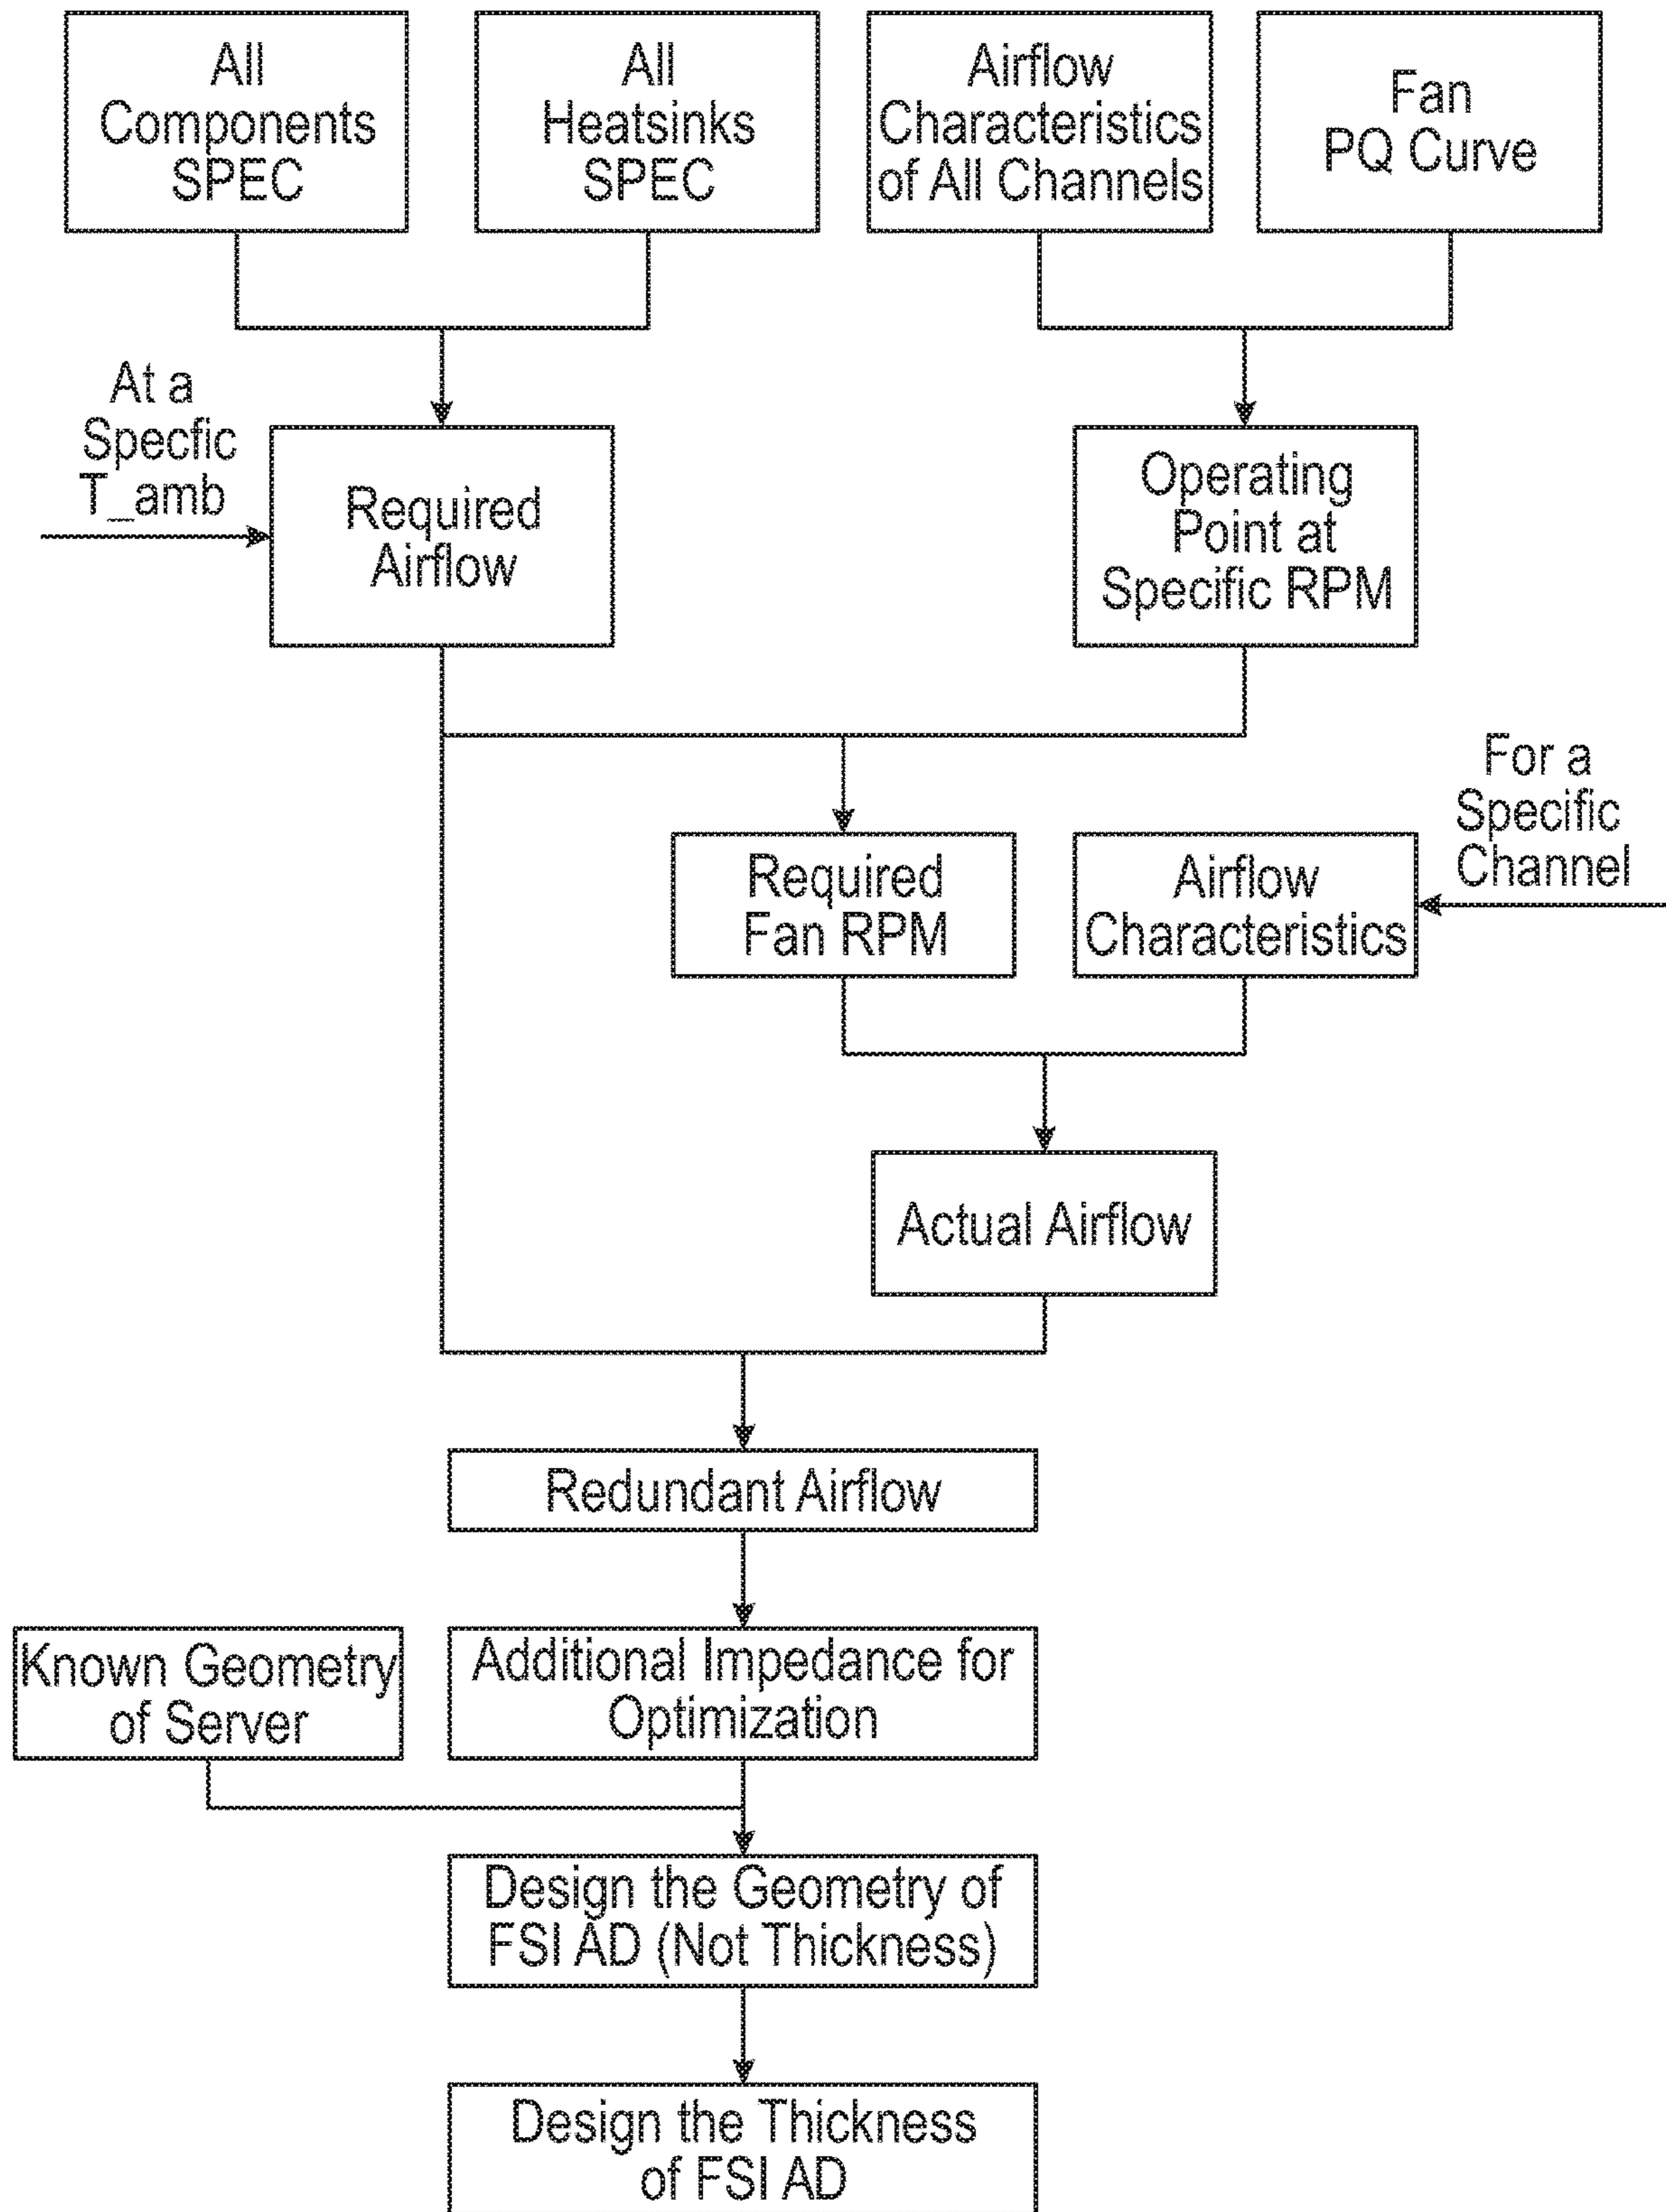 All
Components
SPEC
All
Heatsinks
SPEC
Airflow
Characteristics
of All Channels
Fan
PQ Curve
At a
Specfic
T_amb
Required
Airflow
Operating
Point at
Specific RPM
For a
Specific
Channel
Required
Fan RPM
Airflow
Characteristics
Actual Airflow
Redundant Airflow
Known Geometry
of Server
Additional Impedance for
Optimization
Design the Geometry of
FSI AD (Not Thickness)
Design the Thickness
of FSI AD